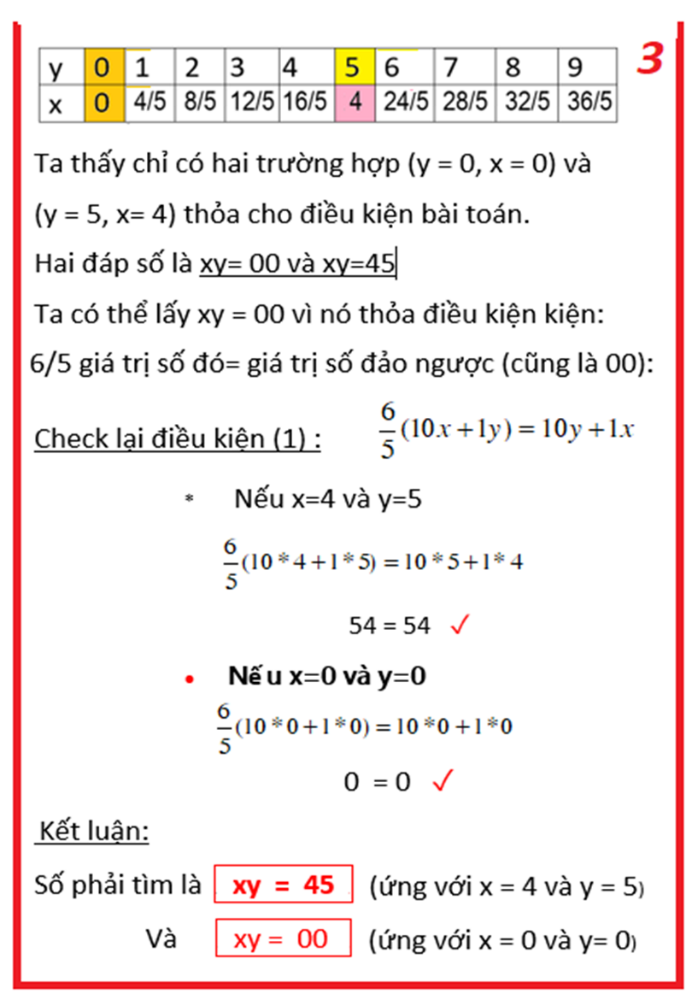 3
y 0 1 2 3 4 5 6 7 8 9
x 0 4/5 8/5 12/5 16/5 4 24/5 28/5 32/5 36/5
Ta thấy chỉ có hai trường hợp (y = 0, x = 0) và
(y = 5, x= 4) thỏa cho điều kiện bài toán.
Hai đáp số là xy= 00 và xy=45
Ta có thể lấy xy = 00 vì nó thỏa điều kiện kiện:
6/5 giá trị số đó= giá trị số đảo ngược (cũng là 00):
Check lại điều kiện (1) : 6/5 (10x+1y) = 10y+1x
* Nếu x=4 và y=5
6/5 (10*4+1*5) = 10*5+1*4
54 = 54 ✓
• Nếu x=0 và y=0
6/5 (10*0+1*0) = 10*0+1*0
0 = 0 ✓
Kết luận:
Số phải tìm là xy = 45 (ứng với x = 4 và y = 5)
Và xy = 00 (ứng với x = 0 và y= 0)